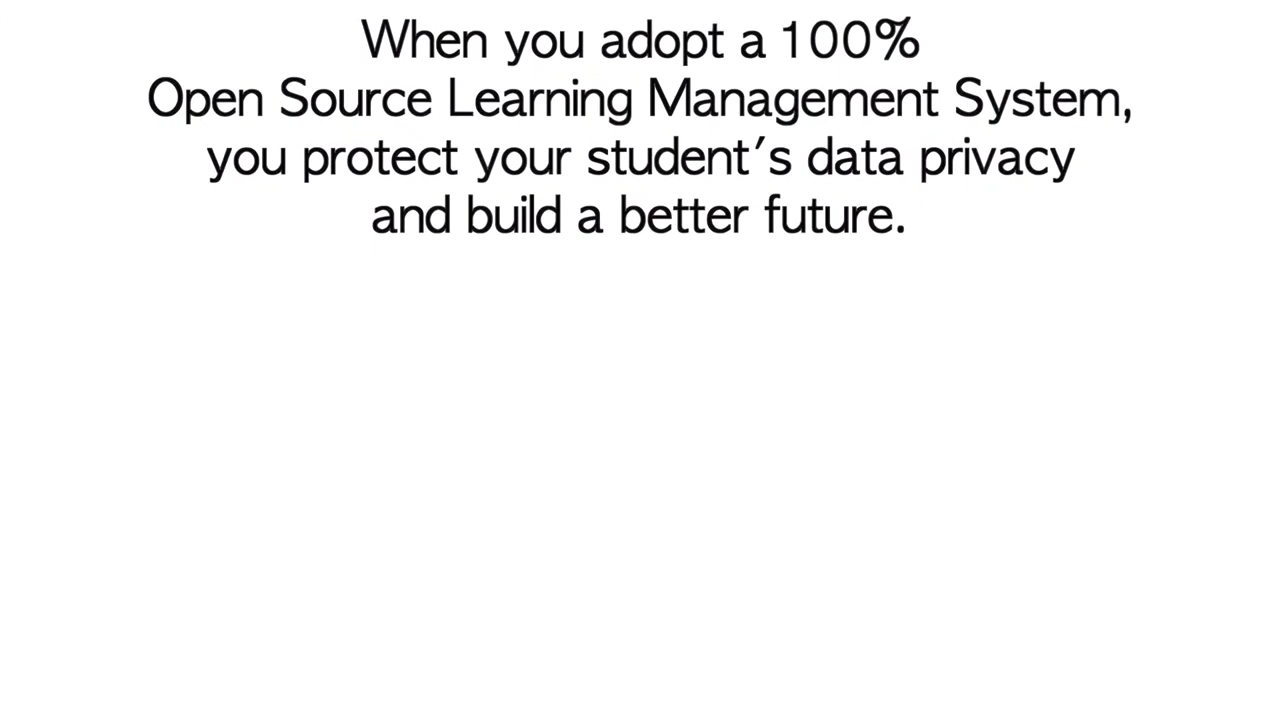 When you adopt a 100%
Open Source Learning Management System,
you protect your student′s data privacy
and build a better future.